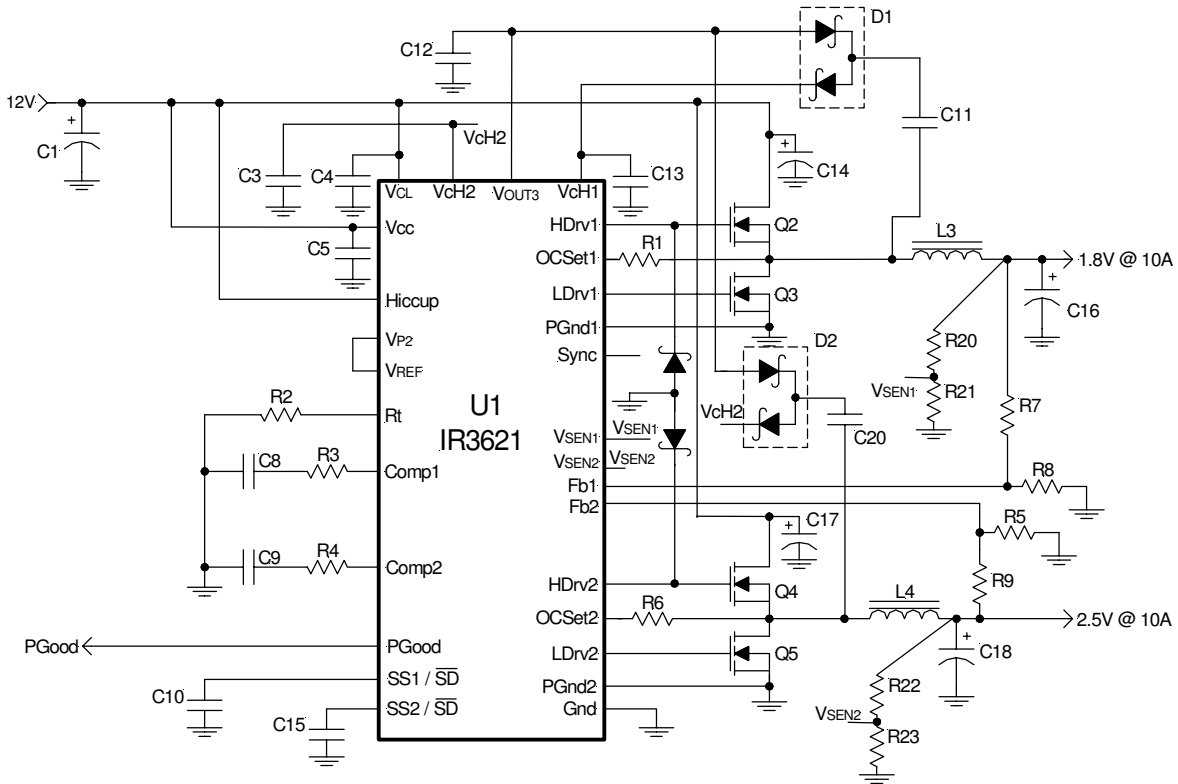 D1
C12
12V
C11
C1
C3
VcH2
C4
C13
C14
VCL
VcH2
VOUT3
VcH1
Vcc
HDrv1
Q2
C5
OCSet1
R1
L3
1.8V @ 10A
Hiccup
LDrv1
Q3
C16
PGnd1
VP2
Sync
D2
R20
VREF
VSEN1
R21
R7
R2
Rt
U1
IR3621
VcH2
C20
VSEN1
VSEN1
VSEN2
VSEN2
C8
R3
Comp1
Fb1
R8
Fb2
C17
R5
C9
R4
Comp2
HDrv2
Q4
R9
OCSet2
R6
L4
2.5V @ 10A
PGood
PGood
LDrv2
Q5
C18
SS1 / SD
PGnd2
R22
C10
SS2 / SD
Gnd
VSEN2
C15
R23